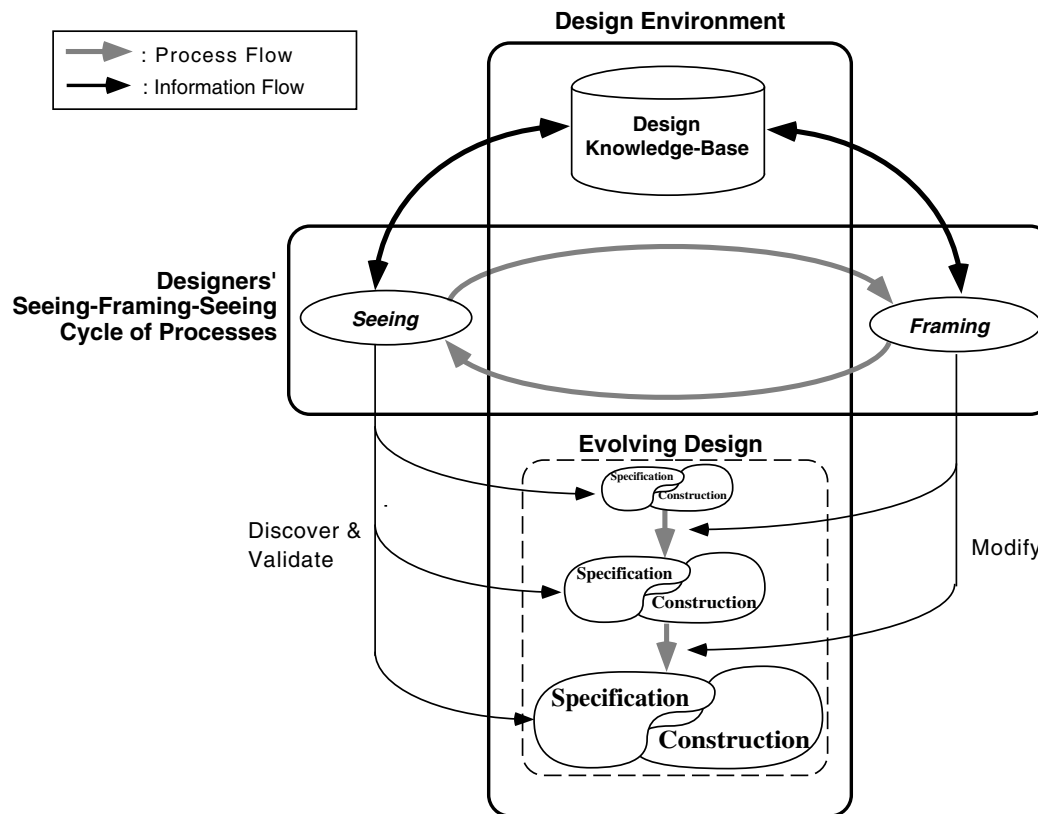 Design Environment
: Process Flow
: Information Flow
Design
Knowledge-Base
Designers'
Seeing-Framing-Seeing
Cycle of Processes
Seeing
Framing
Evolving Design
Specification
Construction
Discover &
Validate
Modify
Specification
Construction
Specification
Construction